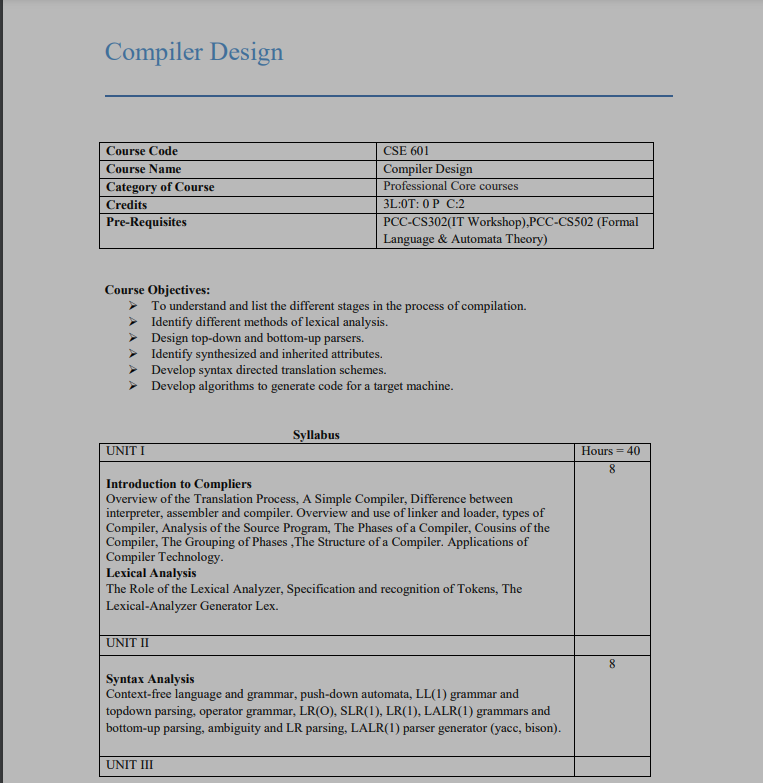 Compiler Design
Course Code CSE 601
Course Name Compiler Design
Category of Course Professional Core courses
Credits 3L:0T: 0 P C:2
Pre-Requisites PCC-CS302(IT Workshop),PCC-CS502 (Formal
Language & Automata Theory)
Course Objectives:
➢ To understand and list the different stages in the process of compilation.
➢ Identify different methods of lexical analysis.
➢ Design top-down and bottom-up parsers.
➢ Identify synthesized and inherited attributes.
➢ Develop syntax directed translation schemes.
➢ Develop algorithms to generate code for a target machine.
Syllabus
UNIT I Hours = 40
8
Introduction to Compliers
Overview of the Translation Process, A Simple Compiler, Difference between
interpreter, assembler and compiler. Overview and use of linker and loader, types of
Compiler, Analysis of the Source Program, The Phases of a Compiler, Cousins of the
Compiler, The Grouping of Phases ,The Structure of a Compiler. Applications of
Compiler Technology.
Lexical Analysis
The Role of the Lexical Analyzer, Specification and recognition of Tokens, The
Lexical-Analyzer Generator Lex.
UNIT II
8
Syntax Analysis
Context-free language and grammar, push-down automata, LL(1) grammar and
topdown parsing, operator grammar, LR(O), SLR(1), LR(1), LALR(1) grammars and
bottom-up parsing, ambiguity and LR parsing, LALR(1) parser generator (yacc, bison).
UNIT III